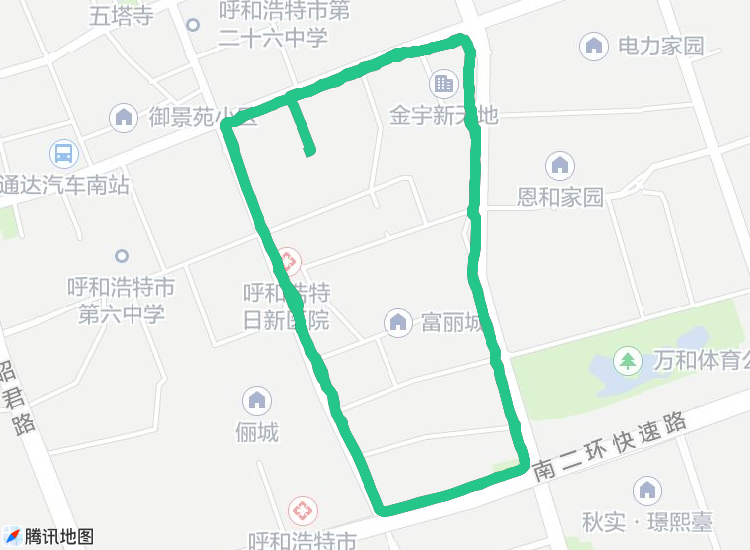 五塔寺
呼和浩特市第
二十六中学
电力家园
御景苑小区
金宇新天地
通达汽车南站
恩和家园
呼和浩特市
第六中学
呼和浩特
日新医院
富丽城
万和体育公
昭君路
俪城
南二环快速路
秋实·璟熙臺
呼和浩特市
腾讯地图